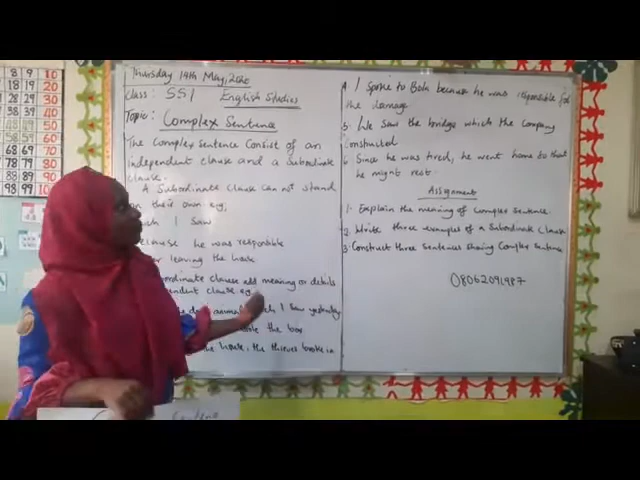 Thursday 14th May, 2020
Class: SS1 English Studies
Topic: Complex Sentence
The Complex Sentence Consist of an
independent clause and a Subordinate
clause.
A Subordinate Clause can not stand
on their own e.g;
I saw
because he was responsible
leaving the house
ordinate clause add meaning or details
pendent clause e.g
I saw yesterday
the box
the house, the thieves broke in
4. I spoke to Bob because he was responsible for
the damage
5. We saw the bridge which the company
Constructed
6. Since he was tired, he went home so that
he might rest.
Assignment
1. Explain the meaning of Complex Sentence.
2. Write three examples of a Subordinate Clause
3. Construct three sentences showing Complex Sentence
08062091987
8 9 10
18 19 20
28 29 30
38 39 40
48 49 50
58 59 60
68 69 70
78 79 80
88 89 90
98 99 100